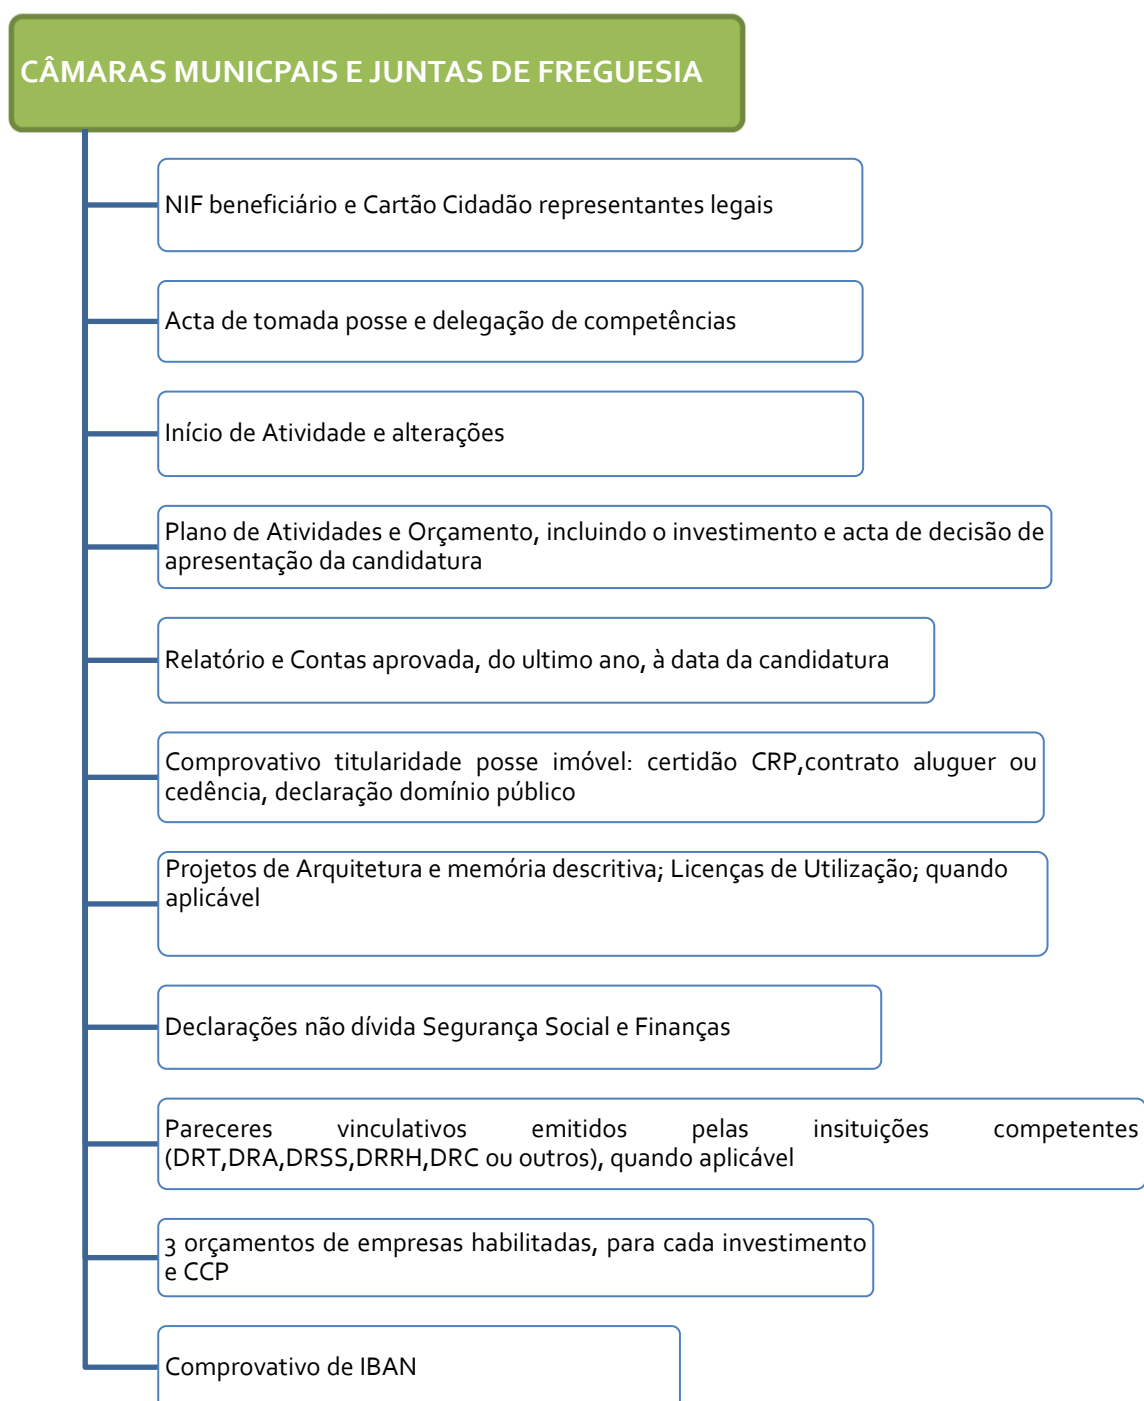 CÂMARAS MUNICPAIS E JUNTAS DE FREGUESIA
NIF beneficiário e Cartão Cidadão representantes legais
Acta de tomada posse e delegação de competências
Início de Atividade e alterações
Plano de Atividades e Orçamento, incluindo o investimento e acta de decisão de
apresentação da candidatura
Relatório e Contas aprovada, do ultimo ano, à data da candidatura
Comprovativo titularidade posse imóvel: certidão CRP,contrato aluguer ou
cedência, declaração domínio público
Projetos de Arquitetura e memória descritiva; Licenças de Utilização; quando
aplicável
Declarações não dívida Segurança Social e Finanças
Pareceres vinculativos emitidos pelas insituições competentes
(DRT,DRA,DRSS,DRRH,DRC ou outros), quando aplicável
3 orçamentos de empresas habilitadas, para cada investimento
e CCP
Comprovativo de IBAN